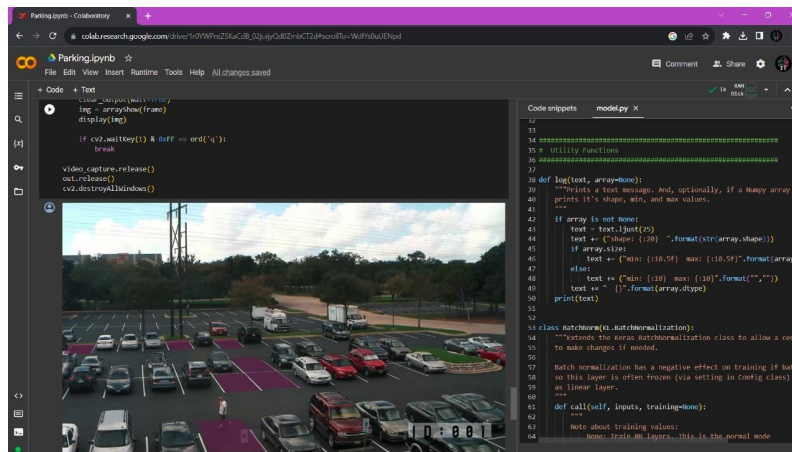 Parking.ipynb - Colaboratory
colab.research.google.com/drive/1r0YWPntZSKaCdB_02jujjyQd0ZmbCT2d#scrollTo=WdfYs0ulJENpd
Parking.ipynb
File Edit View Insert Runtime Tools Help All changes saved
Comment Share
+ Code + Text
T4 RAM
Disk
clear_output(wait=True)
img = arrayShow(frame)
display(img)
if cv2.waitKey(1) & 0xFF == ord('q'):
break
video_capture.release()
out.release()
cv2.destroyAllWindows()
ID:001
Code snippets model.py
32
33
34 ################################################################
35 # Utility Functions
36 ################################################################
37
38 def log(text, array=None):
39 """Prints a text message. And, optionally, if a Numpy array
40 prints it's shape, min, and max values.
41 """
42 if array is not None:
43 text = text.ljust(25)
44 text += ("shape: {:20} ".format(str(array.shape)))
45 if array.size:
46 text += ("min: {:10.5f} max: {:10.5f}".format(array
47 else:
48 text += ("min: {:10} max: {:10}".format("",""))
49 text += " {}".format(array.dtype)
50 print(text)
51
52
53 class BatchNorm(KL.BatchNormalization):
54 """Extends the Keras BatchNormalization class to allow a cen
55 to make changes if needed.
56
57 Batch normalization has a negative effect on training if bat
58 so this layer is often frozen (via setting in Config class)
59 as linear layer.
60 """
61 def call(self, inputs, training=None):
62 """
63 Note about training values:
64 None: Train BN layers. This is the normal mode